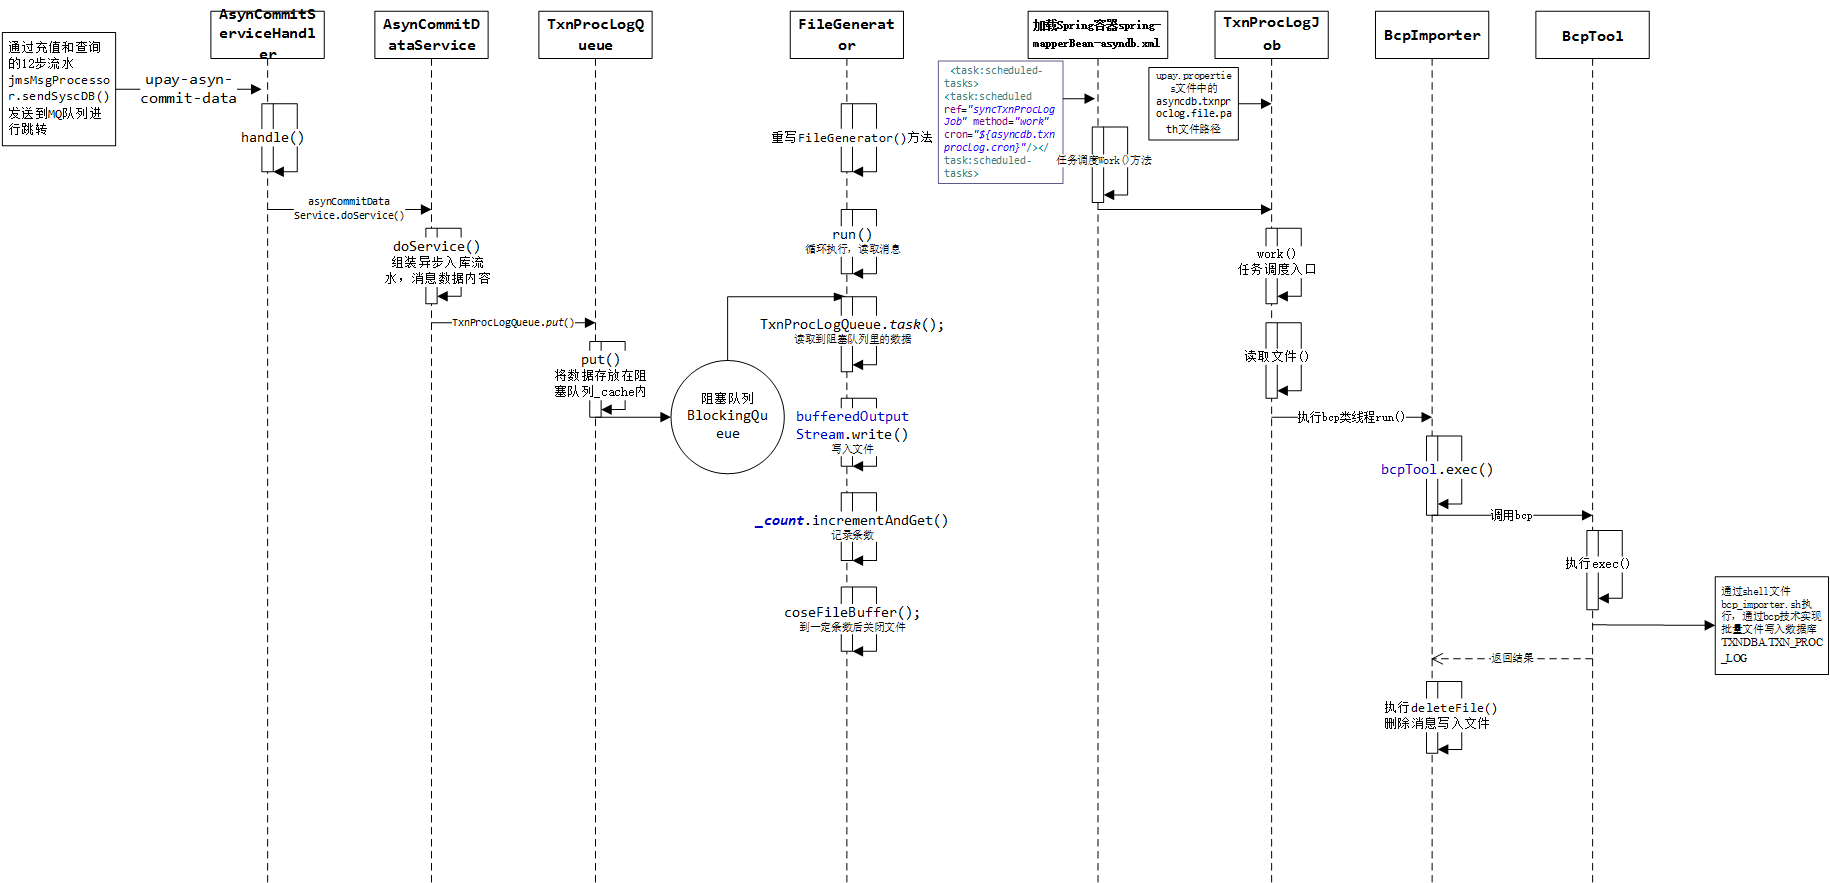 AsynCommitS
erviceHandl
er
AsynCommitD
ataService
TxnProcLogQ
ueue
FileGenerat
or
加载Spring容器spring-
mapperBean-asyndb.xml
TxnProcLogJ
ob
BcpImporter
BcpTool
通过充值和查询
的12步流水
jmsMsgProcesso
r.sendSyscDB()
发送到MQ队列进
行跳转
upay-asyn-
commit-data
handle()
asynCommitData
Service.doService()
doService()
组装异步入库流
水，消息数据内容
TxnProcLogQueue.put()
put()
将数据存放在阻
塞队列_cache内
阻塞队列
BlockingQu
eue
重写FileGenerator()方法
run()
循环执行，读取消息
TxnProcLogQueue.task();
读取到阻塞队列里的数据
bufferedOutput
Stream.write()
写入文件
_count.incrementAndGet()
记录条数
coseFileBuffer();
到一定条数后关闭文件
<task:scheduled-
tasks>
<task:scheduled
ref="syncTxnProcLog
Job" method="work"
cron="${asyncdb.txn
procLog.cron}"/></
task:scheduled-
tasks>
任务调度Work()方法
upay.propertie
s文件中的
asyncdb.txnpr
oclog.file.pa
th文件路径
work()
任务调度入口
读取文件()
执行bcp类线程run()
bcpTool.exec()
调用bcp
执行exec()
通过shell文件
bcp_importer.sh执
行，通过bcp技术实现
批量文件写入数据库
TXNDBA.TXN_PROC
_LOG
返回结果
执行deleteFile()
删除消息写入文件